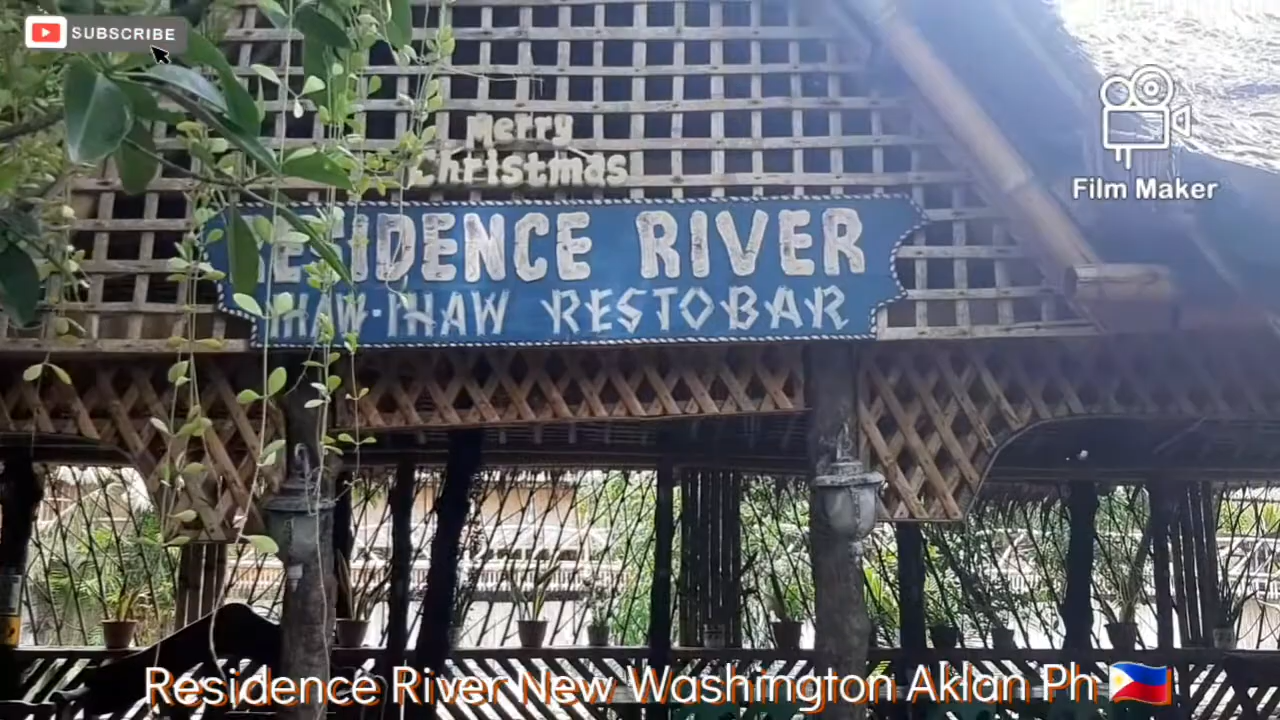 SUBSCRIBE
Film Maker
Merry
Christmas
RESIDENCE RIVER
IHAW-IHAW RESTOBAR
Residence River New Washington Aklan Ph 🇵🇭